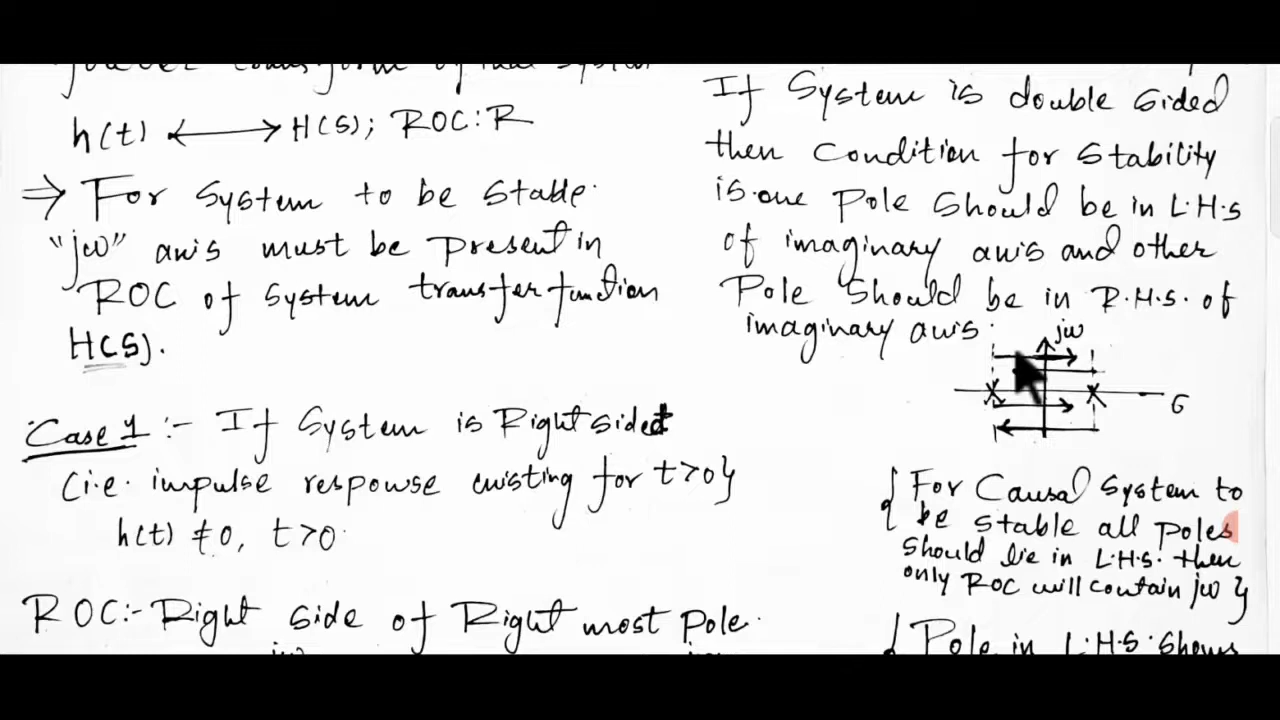 h(t) ⟷ H(S); ROC: R
⇒ For System to be Stable.
"jω" axis must be present in
ROC of System transfer function
H(S).
Case 1 :- If System is Right sided
(i.e. impulse response existing for t>0}
h(t) ≠ 0, t>0.
ROC:- Right side of Right most pole.
jω
If System is double Sided
then Condition for Stability
is one Pole Should be in L.H.S
of imaginary axis and other
Pole Should be in R.H.S. of
imaginary axis.
jω
σ
{ For Causal System to
be Stable all poles
Should lie in L.H.S. then
only ROC will contain jω }
{ Pole in L.H.S. Shows